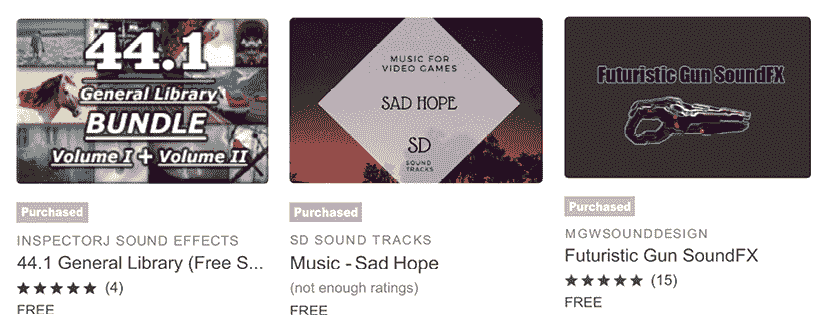 44.1
General Library
BUNDLE
Volume I + Volume II
Purchased
INSPECTORJ SOUND EFFECTS
44.1 General Library (Free S...
(4)
FREE
MUSIC FOR
VIDEO GAMES
SAD HOPE
SD
SOUND
TRACKS
Purchased
SD SOUND TRACKS
Music - Sad Hope
(not enough ratings)
FREE
Futuristic Gun SoundFX
Purchased
MGWSOUNDDESIGN
Futuristic Gun SoundFX
(15)
FREE